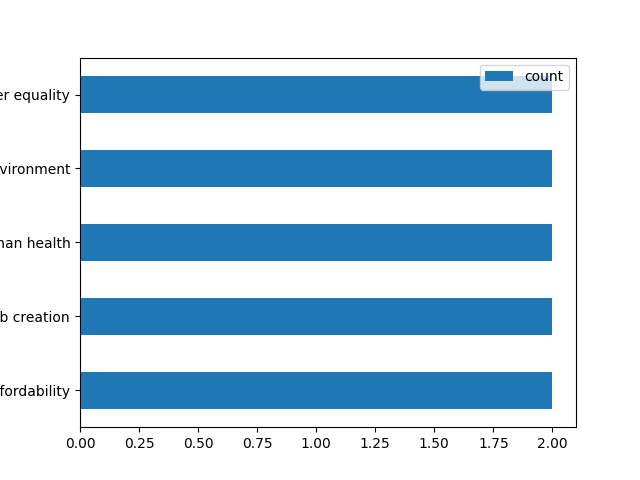 count
er equality
vironment
man health
b creation
fordability
0.00 0.25 0.50 0.75 1.00 1.25 1.50 1.75 2.00